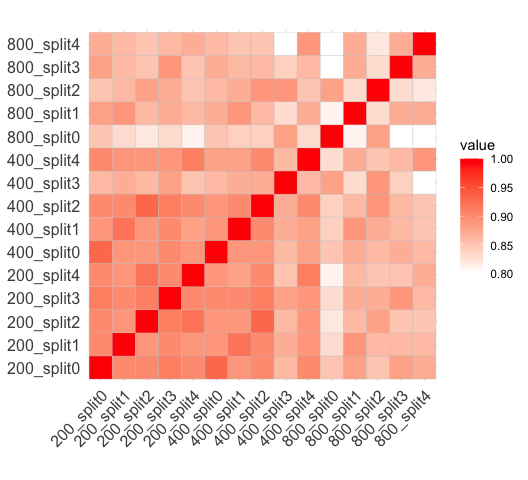 800_split4
800_split3
800_split2
800_split1
800_split0
400_split4
400_split3
400_split2
400_split1
400_split0
200_split4
200_split3
200_split2
200_split1
200_split0
200_split0
200_split1
200_split2
200_split3
200_split4
400_split0
400_split1
400_split2
400_split3
400_split4
800_split0
800_split1
800_split2
800_split3
800_split4
value
1.00
0.95
0.90
0.85
0.80